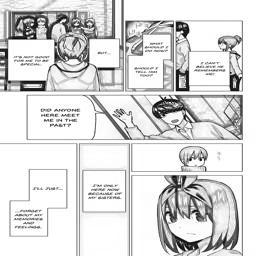 I CAN'T
BELIEVE HE
REMEMBERS
ME!
WHAT
SHOULD I
DO NOW?
SHOULD I
TELL HIM
TOO?
BUT...
IT'S NOT GOOD
FOR ME TO BE
SPECIAL.
DID ANYONE
HERE MEET ME
IN THE
PAST?
I'M ONLY
HERE NOW
BECAUSE OF
MY SISTERS.
I'LL JUST...
...FORGET
ABOUT MY
MEMORIES
AND
FEELINGS.